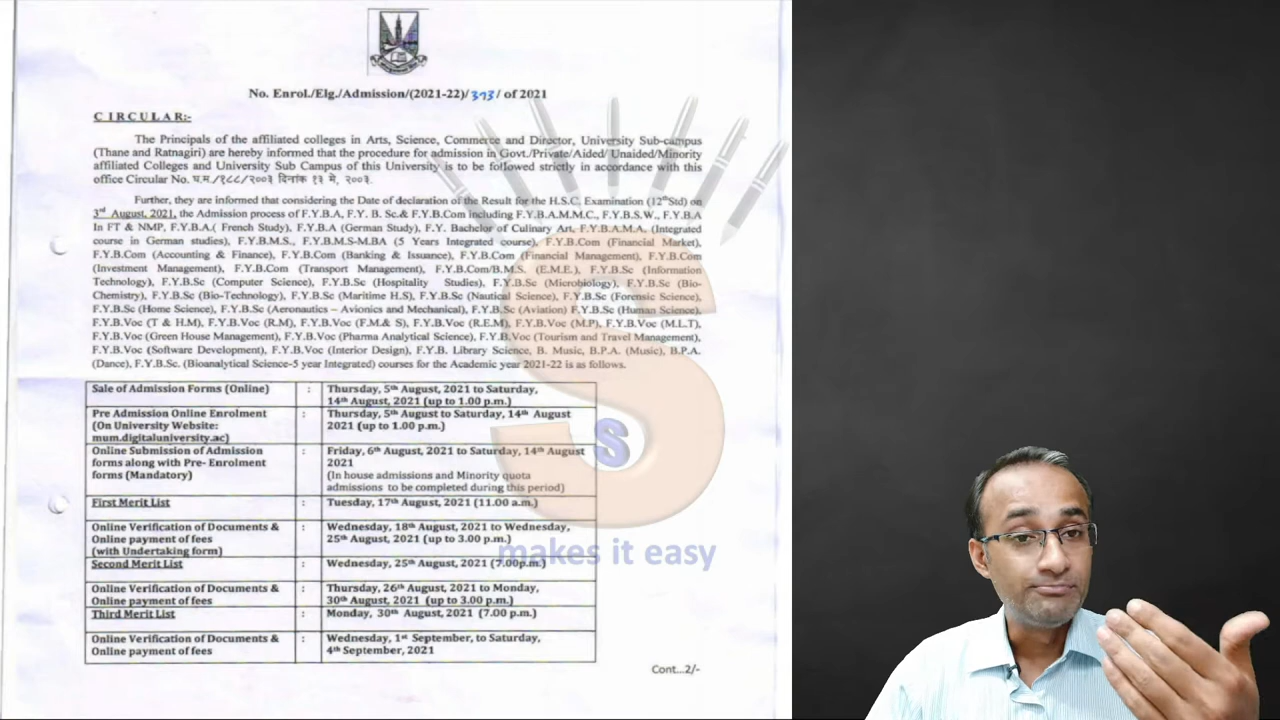 No. Enrol./Elg./Admission/(2021-22)/373/ of 2021
CIRCULAR:-
The Principals of the affiliated colleges in Arts, Science, Commerce and Director, University Sub-campus
(Thane and Ratnagiri) are hereby informed that the procedure for admission in Govt./Private/Aided/ Unaided/Minority
affiliated Colleges and University Sub Campus of this University is to be followed strictly in accordance with this
office Circular No. प.म./१८८/२००३ दिनांक १३ मे, २००३.
Further, they are informed that considering the Date of declaration of the Result for the H.S.C. Examination (12th Std) on
3rd August, 2021, the Admission process of F.Y.B.A, F.Y. B. Sc.& F.Y.B.Com including F.Y.B.A.M.M.C., F.Y.B.S.W., F.Y.B.A
In FT & NMP, F.Y.B.A.( French Study), F.Y.B.A (German Study), F.Y. Bachelor of Culinary Art, F.Y.B.A.M.A. (Integrated
course in German studies), F.Y.B.M.S., F.Y.B.M.S-M.BA (5 Years Integrated course), F.Y.B.Com (Financial Market),
F.Y.B.Com (Accounting & Finance), F.Y.B.Com (Banking & Issuance), F.Y.B.Com (Financial Management), F.Y.B.Com
(Investment Management), F.Y.B.Com (Transport Management), F.Y.B.Com/B.M.S. (E.M.E.), F.Y.B.Sc (Information
Technology), F.Y.B.Sc (Computer Science), F.Y.B.Sc (Hospitality Studies), F.Y.B.Sc (Microbiology), F.Y.B.Sc (Bio-
Chemistry), F.Y.B.Sc (Bio-Technology), F.Y.B.Sc (Maritime H.S), F.Y.B.Sc (Nautical Science), F.Y.B.Sc (Forensic Science),
F.Y.B.Sc (Home Science), F.Y.B.Sc (Aeronautics – Avionics and Mechanical), F.Y.B.Sc (Aviation) F.Y.B.Sc (Human Science),
F.Y.B.Voc (T & H.M), F.Y.B.Voc (R.M), F.Y.B.Voc (F.M.& S), F.Y.B.Voc (R.E.M), F.Y.B.Voc (M.P), F.Y.B.Voc (M.L.T),
F.Y.B.Voc (Green House Management), F.Y.B.Voc (Pharma Analytical Science), F.Y.B.Voc (Tourism and Travel Management),
F.Y.B.Voc (Software Development), F.Y.B.Voc (Interior Design), F.Y.B. Library Science, B. Music, B.P.A. (Music), B.P.A.
(Dance), F.Y.B.Sc. (Bioanalytical Science-5 year Integrated) courses for the Academic year 2021-22 is as follows.
Sale of Admission Forms (Online) : Thursday, 5th August, 2021 to Saturday,
14th August, 2021 (up to 1.00 p.m.)
Pre Admission Online Enrolment : Thursday, 5th August to Saturday, 14th August
(On University Website: 2021 (up to 1.00 p.m.)
mum.digitaluniversity.ac)
Online Submission of Admission : Friday, 6th August, 2021 to Saturday, 14th August
forms along with Pre- Enrolment 2021
forms (Mandatory) (In house admissions and Minority quota
admissions to be completed during this period)
First Merit List : Tuesday, 17th August, 2021 (11.00 a.m.)
Online Verification of Documents & : Wednesday, 18th August, 2021 to Wednesday,
Online payment of fees 25th August, 2021 (up to 3.00 p.m.)
(with Undertaking form)
Second Merit List : Wednesday, 25th August, 2021 (7.00p.m.)
Online Verification of Documents & : Thursday, 26th August, 2021 to Monday,
Online payment of fees 30th August, 2021 (up to 3.00 p.m.)
Third Merit List : Monday, 30th August, 2021 (7.00 p.m.)
Online Verification of Documents & : Wednesday, 1st September, to Saturday,
Online payment of fees 4th September, 2021
Cont...2/-
S
S
makes it easy